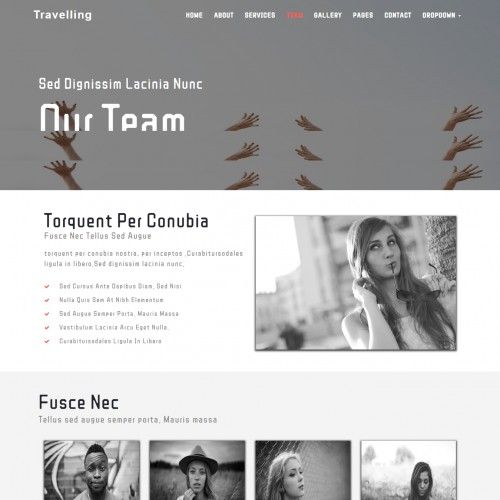 Travelling
HOME ABOUT SERVICES TEAM GALLERY PAGES CONTACT DROPDOWN
Sed Dignissim Lacinia Nunc
Our Team
Torquent Per Conubia
Fusce Nec Tellus Sed Augue
torquent per conubia nostra, per inceptos ,Curabituisodales
ligula in libero,Sed dignissim lacinia nunc,
Sed Cursus Ante Dapibus Diam, Sed Nisi
Nulla Quis Sem At Nibh Elementum
Sed Augue Semper Porta, Mauris Massa
Vestibulum Lacinia Arcu Eget Nulla,
Curabituisodales Ligula In Libero
Fusce Nec
Tellus sed augue semper porta, Mauris massa